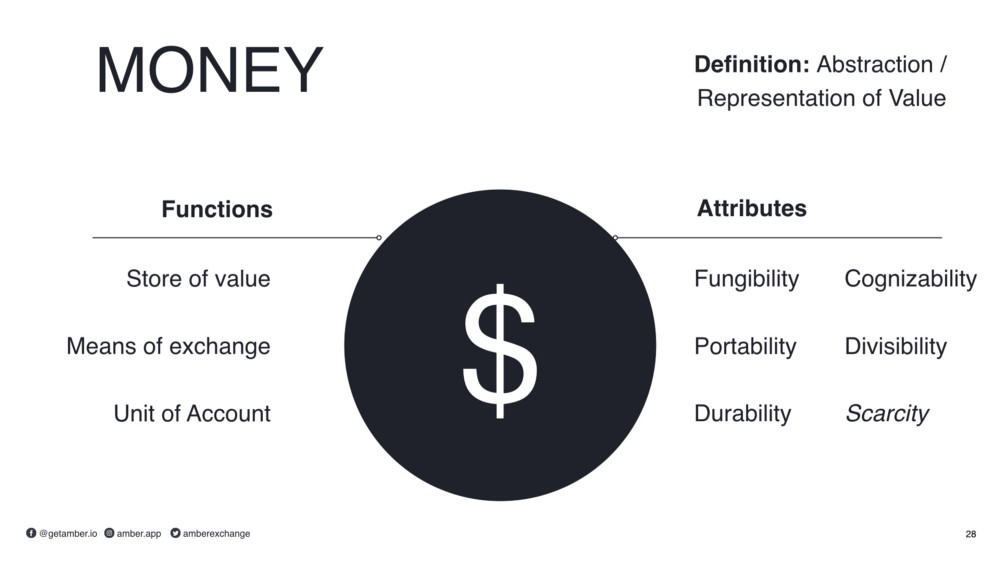 MONEY
Definition: Abstraction /
Representation of Value
Functions
Store of value
Means of exchange
Unit of Account
$
Attributes
Fungibility Cognizability
Portability Divisibility
Durability Scarcity
@getamber.io amber.app amberexchange
28